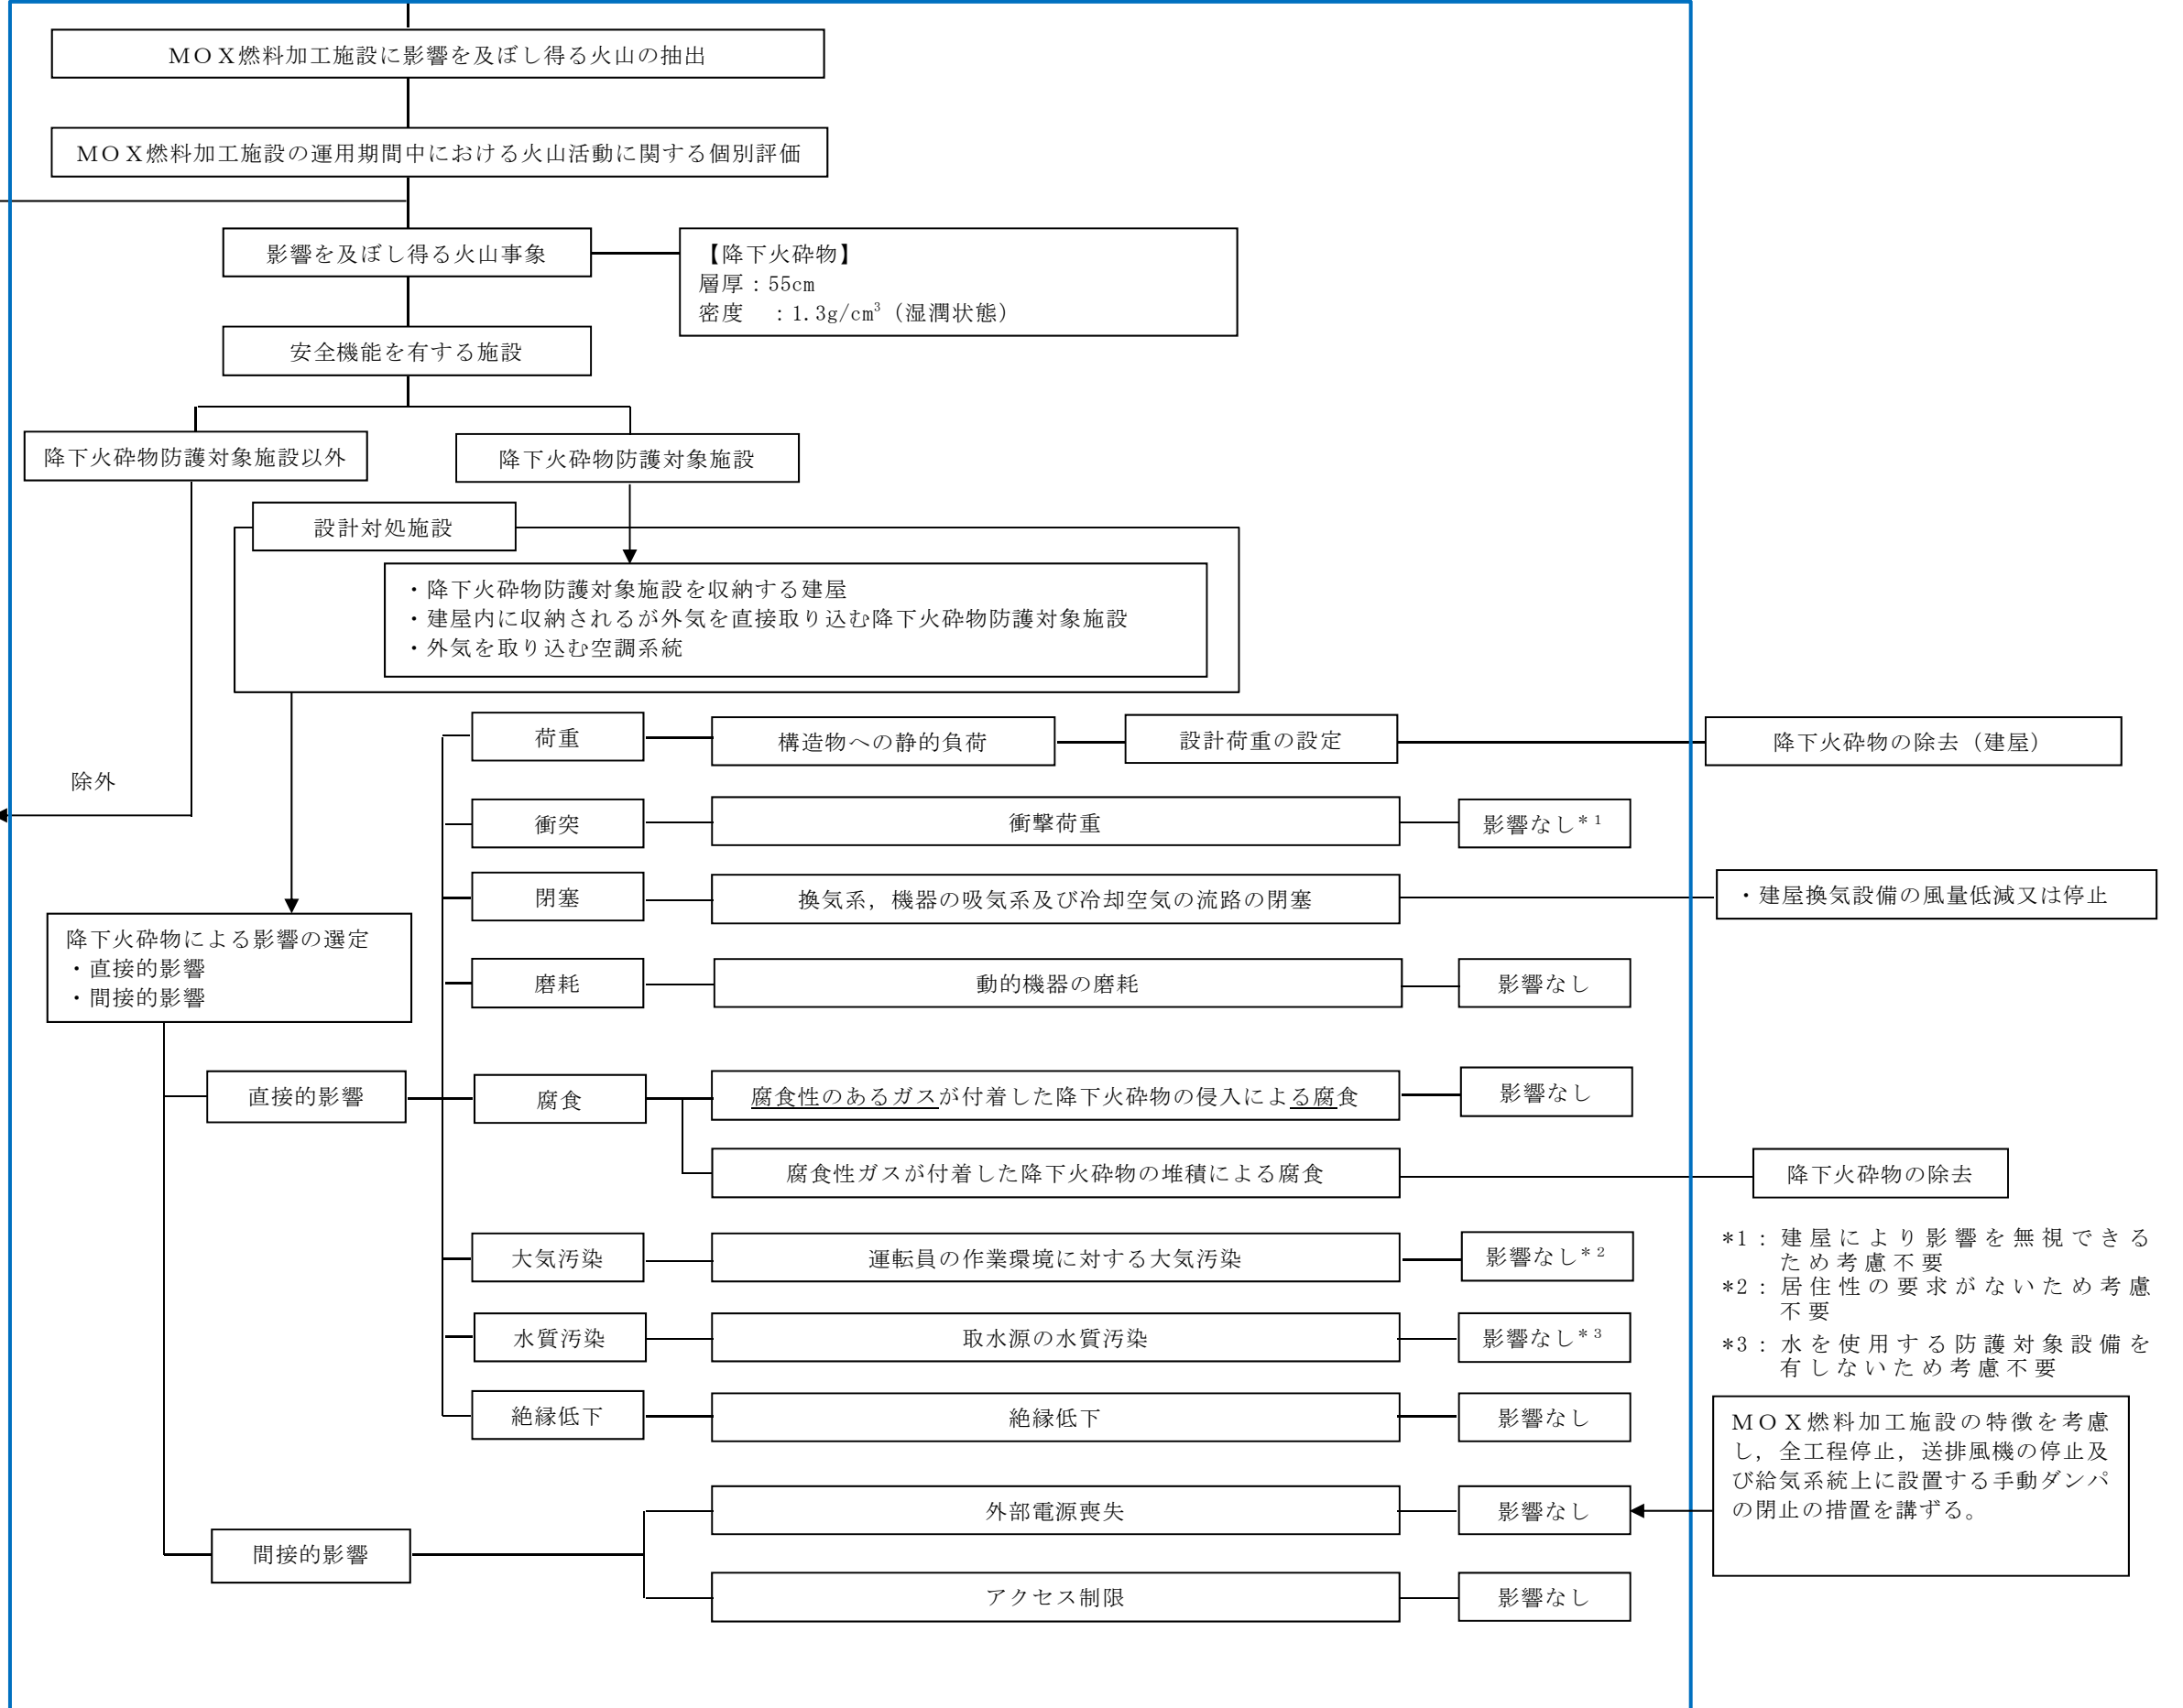 ＭＯＸ燃料加工施設に影響を及ぼし得る火山の抽出
ＭＯＸ燃料加工施設の運用期間中における火山活動に関する個別評価
影響を及ぼし得る火山事象
【降下火砕物】
層厚：55cm
密度　：1.3g/cm³（湿潤状態）
安全機能を有する施設
降下火砕物防護対象施設以外
降下火砕物防護対象施設
設計対処施設
・降下火砕物防護対象施設を収納する建屋
・建屋内に収納されるが外気を直接取り込む降下火砕物防護対象施設
・外気を取り込む空調系統
荷重
構造物への静的負荷
設計荷重の設定
降下火砕物の除去（建屋）
除外
衝突
衝撃荷重
影響なし＊１
閉塞
換気系，機器の吸気系及び冷却空気の流路の閉塞
・建屋換気設備の風量低減又は停止
降下火砕物による影響の選定
・直接的影響
・間接的影響
磨耗
動的機器の磨耗
影響なし
直接的影響
腐食
腐食性のあるガスが付着した降下火砕物の侵入による腐食
影響なし
腐食性ガスが付着した降下火砕物の堆積による腐食
降下火砕物の除去
大気汚染
運転員の作業環境に対する大気汚染
影響なし＊２
*1：建屋により影響を無視できる
ため考慮不要
*2：居住性の要求がないため考慮
不要
*3：水を使用する防護対象設備を
有しないため考慮不要
水質汚染
取水源の水質汚染
影響なし＊３
絶縁低下
絶縁低下
影響なし
ＭＯＸ燃料加工施設の特徴を考慮
し，全工程停止，送排風機の停止及
び給気系統上に設置する手動ダンパ
の閉止の措置を講ずる。
外部電源喪失
影響なし
間接的影響
アクセス制限
影響なし